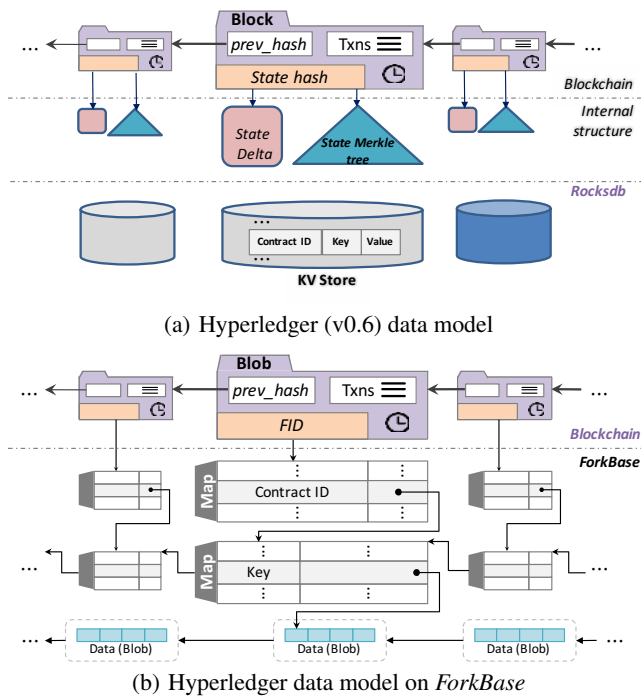 Block
... prev_hash Txns ...
State hash
Blockchain
Internal
structure
State
Delta
State Merkle
tree
Rocksdb
...
Contract ID Key Value
...
KV Store
(a) Hyperledger (v0.6) data model
Blob
... prev_hash Txns ...
FID
Blockchain
ForkBase
Map
⋮ ⋮
Contract ID
⋮ ⋮
Map
⋮ ⋮
... Key ...
⋮ ⋮
... ...
Data (Blob) Data (Blob) Data (Blob)
(b) Hyperledger data model on ForkBase